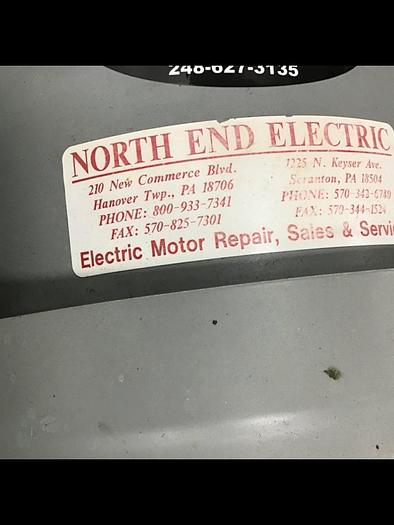 248-627-3135
NORTH END ELECTRIC
210 New Commerce Blvd.
Hanover Twp., PA 18706
PHONE: 800-933-7341
FAX: 570-825-7301
1225 N. Keyser Ave.
Scranton, PA 18504
PHONE: 570-342-6740
FAX: 570-344-1524
Electric Motor Repair, Sales & Servi